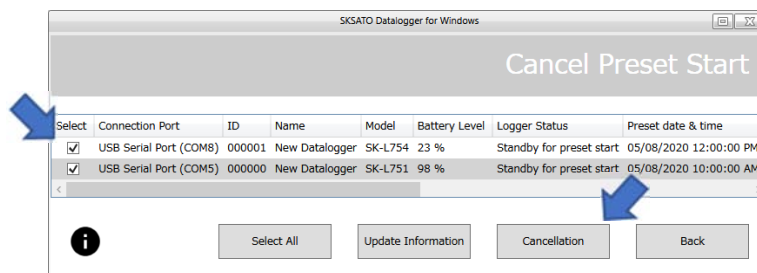 SKSATO Datalogger for Windows
Cancel Preset Start
Select Connection Port ID Name Model Battery Level Logger Status Preset date & time
USB Serial Port (COM8) 000001 New Datalogger SK-L754 23 % Standby for preset start 05/08/2020 12:00:00 PM
USB Serial Port (COM5) 000000 New Datalogger SK-L751 98 % Standby for preset start 05/08/2020 10:00:00 AM
Select All Update Information Cancellation Back